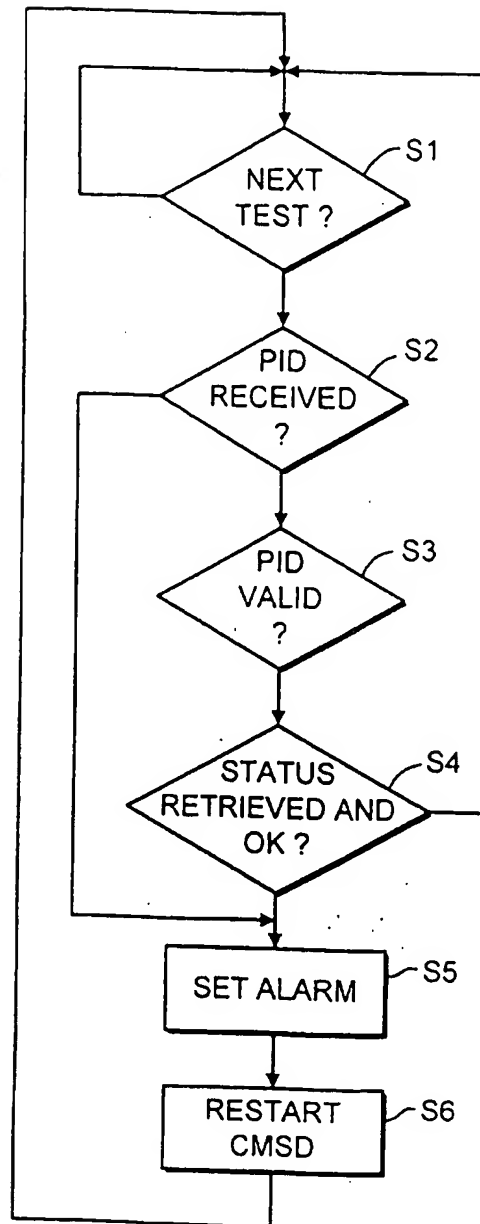 S1
NEXT
TEST ?
S2
PID
RECEIVED
?
S3
PID
VALID
?
S4
STATUS
RETRIEVED AND
OK ?
SET ALARM
S5
RESTART
CMSD
S6